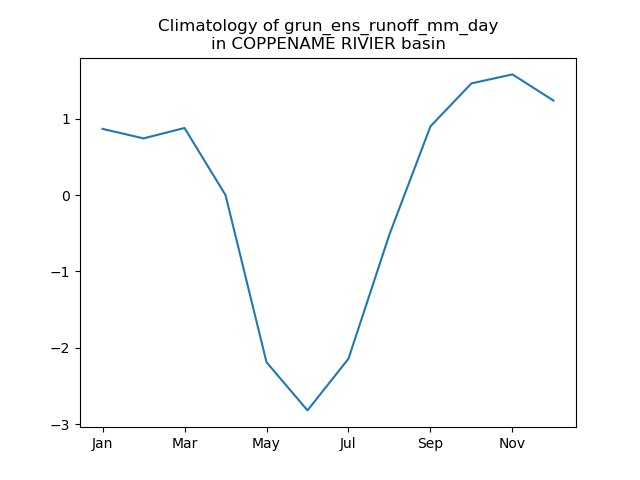 Climatology of grun_ens_runoff_mm_day
in COPPENAME RIVIER basin
1
0
−1
−2
−3
Jan
Mar
May
Jul
Sep
Nov